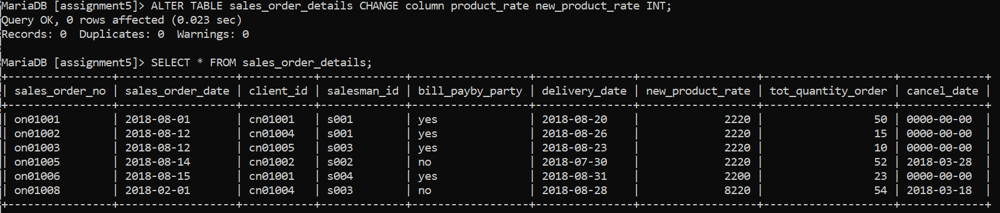 MariaDB [assignment5]> ALTER TABLE sales_order_details CHANGE column product_rate new_product_rate INT;
Query OK, 0 rows affected (0.023 sec)
Records: 0  Duplicates: 0  Warnings: 0
MariaDB [assignment5]> SELECT * FROM sales_order_details;
+----------------+------------------+-----------+-------------+------------------+---------------+------------------+--------------------+-------------+
| sales_order_no | sales_order_date | client_id | salesman_id | bill_payby_party | delivery_date | new_product_rate | tot_quantity_order | cancel_date |
+----------------+------------------+-----------+-------------+------------------+---------------+------------------+--------------------+-------------+
| on01001        | 2018-08-01       | cn01001   | s001        | yes              | 2018-08-20    |             2220 |                 50 | 0000-00-00  |
| on01002        | 2018-08-12       | cn01004   | s001        | yes              | 2018-08-26    |             2220 |                 15 | 0000-00-00  |
| on01003        | 2018-08-12       | cn01005   | s003        | yes              | 2018-08-23    |             2220 |                 10 | 0000-00-00  |
| on01005        | 2018-08-14       | cn01002   | s002        | no               | 2018-07-30    |             2220 |                 52 | 2018-03-28  |
| on01006        | 2018-08-15       | cn01001   | s004        | yes              | 2018-08-31    |             2200 |                 23 | 0000-00-00  |
| on01008        | 2018-02-01       | cn01004   | s003        | no               | 2018-08-28    |             8220 |                 54 | 2018-03-18  |
+----------------+------------------+-----------+-------------+------------------+---------------+------------------+--------------------+-------------+